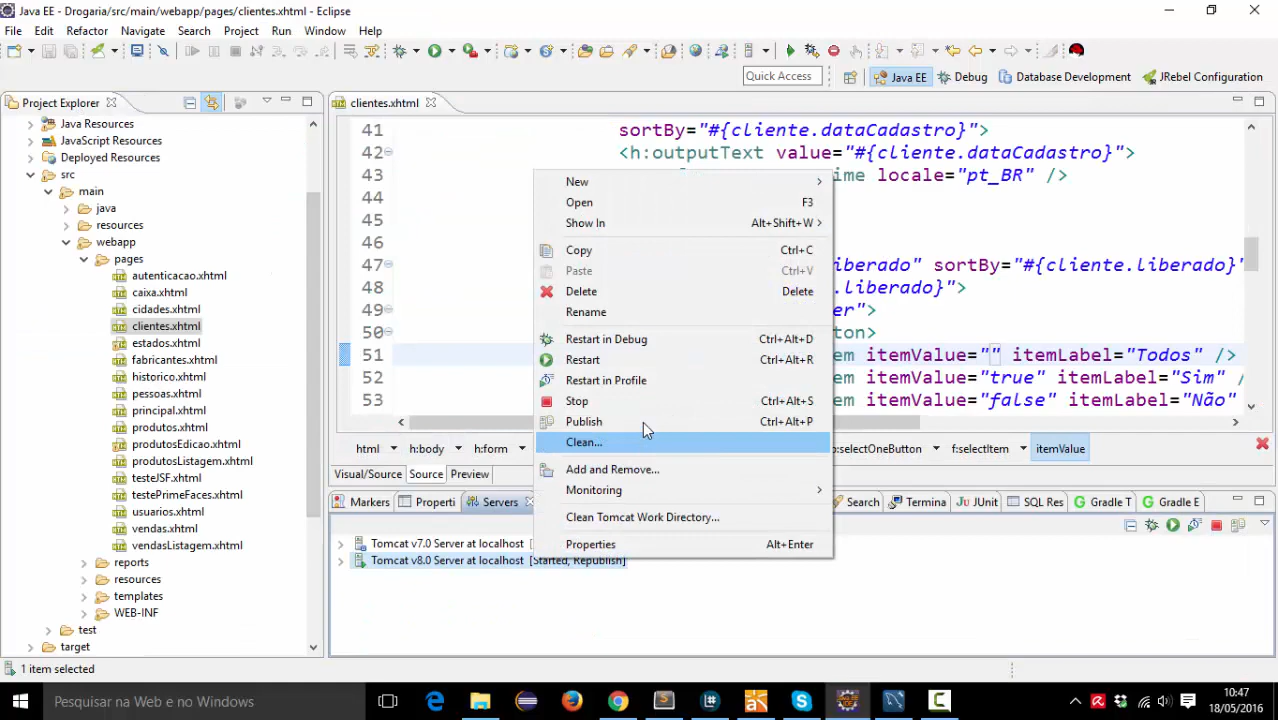 Java EE - Drogaria/src/main/webapp/pages/clientes.xhtml - Eclipse
File Edit Refactor Navigate Search Project Run Window Help
Quick Access Java EE Debug Database Development JRebel Configuration
Project Explorer
Java Resources
JavaScript Resources
Deployed Resources
src
main
java
resources
webapp
pages
autenticacao.xhtml
caixa.xhtml
cidades.xhtml
clientes.xhtml
estados.xhtml
fabricantes.xhtml
historico.xhtml
pessoas.xhtml
principal.xhtml
produtos.xhtml
produtosEdicao.xhtml
produtosListagem.xhtml
testeJSF.xhtml
testePrimeFaces.xhtml
usuarios.xhtml
vendas.xhtml
vendasListagem.xhtml
reports
resources
templates
WEB-INF
test
target
clientes.xhtml
41 sortBy="#{cliente.dataCadastro}">
42 <h:outputText value="#{cliente.dataCadastro}">
43 ime locale="pt_BR" />
44
45
46
47 iberado" sortBy="#{cliente.liberado}"
48 .liberado}">
49 er">
50 ton>
51 em itemValue="" itemLabel="Todos" />
52 em itemValue="true" itemLabel="Sim" /
53 em itemValue="false" itemLabel="Não"
New
Open F3
Show In Alt+Shift+W
Copy Ctrl+C
Paste Ctrl+V
Delete Delete
Rename
Restart in Debug Ctrl+Alt+D
Restart Ctrl+Alt+R
Restart in Profile
Stop Ctrl+Alt+S
Publish Ctrl+Alt+P
Clean...
Add and Remove...
Monitoring
Clean Tomcat Work Directory...
Properties Alt+Enter
html h:body h:form p:selectOneButton f:selectItem itemValue
Visual/Source Source Preview
Markers Properti Servers Search Termina JUnit SQL Res Gradle T Gradle E
Tomcat v7.0 Server at localhost [
Tomcat v8.0 Server at localhost [Started, Republish]
1 item selected
Pesquisar na Web e no Windows
10:47
18/05/2016